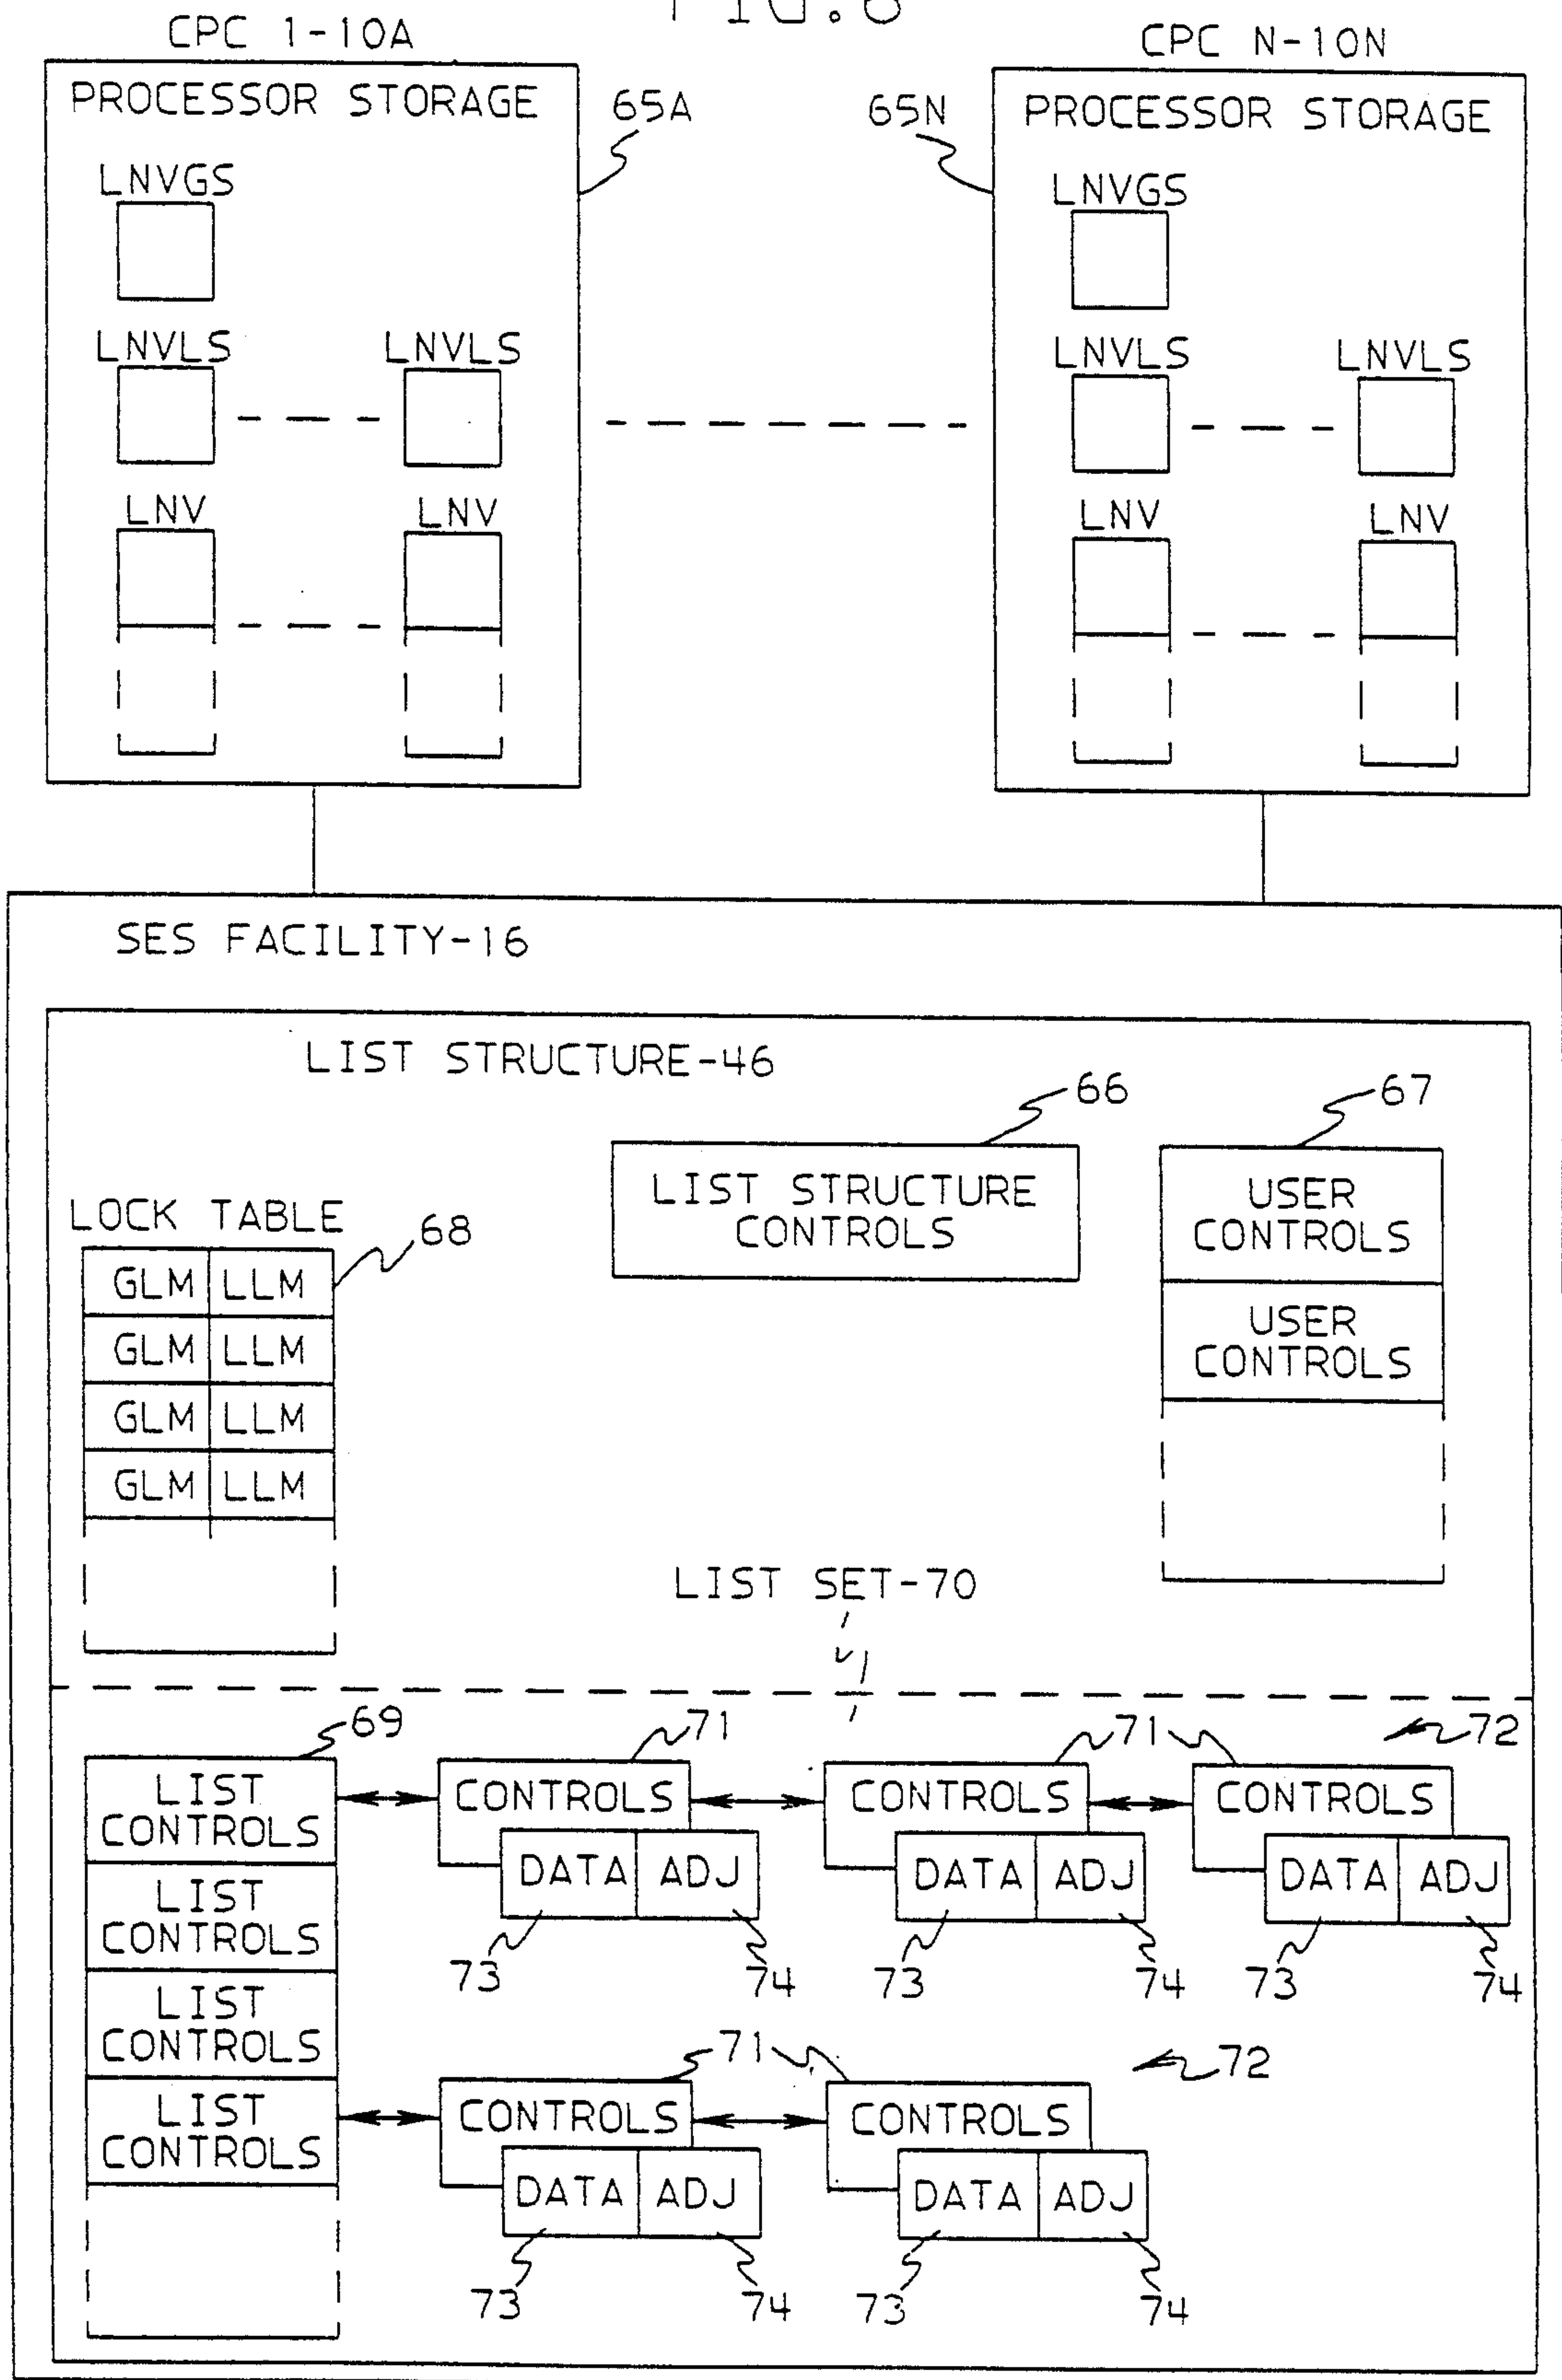 FIG. 6
CPC 1-10A
CPC N-10N
PROCESSOR STORAGE
65A
65N
PROCESSOR STORAGE
LNVGS
LNVGS
LNVLS
LNVLS
LNVLS
LNVLS
LNV
LNV
LNV
LNV
SES FACILITY-16
LIST STRUCTURE-46
66
67
LIST STRUCTURE
CONTROLS
USER
CONTROLS
USER
CONTROLS
LOCK TABLE
68
GLM LLM
GLM LLM
GLM LLM
GLM LLM
LIST SET-70
69
71
71
72
LIST
CONTROLS
CONTROLS
CONTROLS
CONTROLS
DATA ADJ
DATA ADJ
DATA ADJ
LIST
CONTROLS
73
74
73
74
73
74
LIST
CONTROLS
71
72
LIST
CONTROLS
CONTROLS
CONTROLS
DATA ADJ
DATA ADJ
73
74
73
74